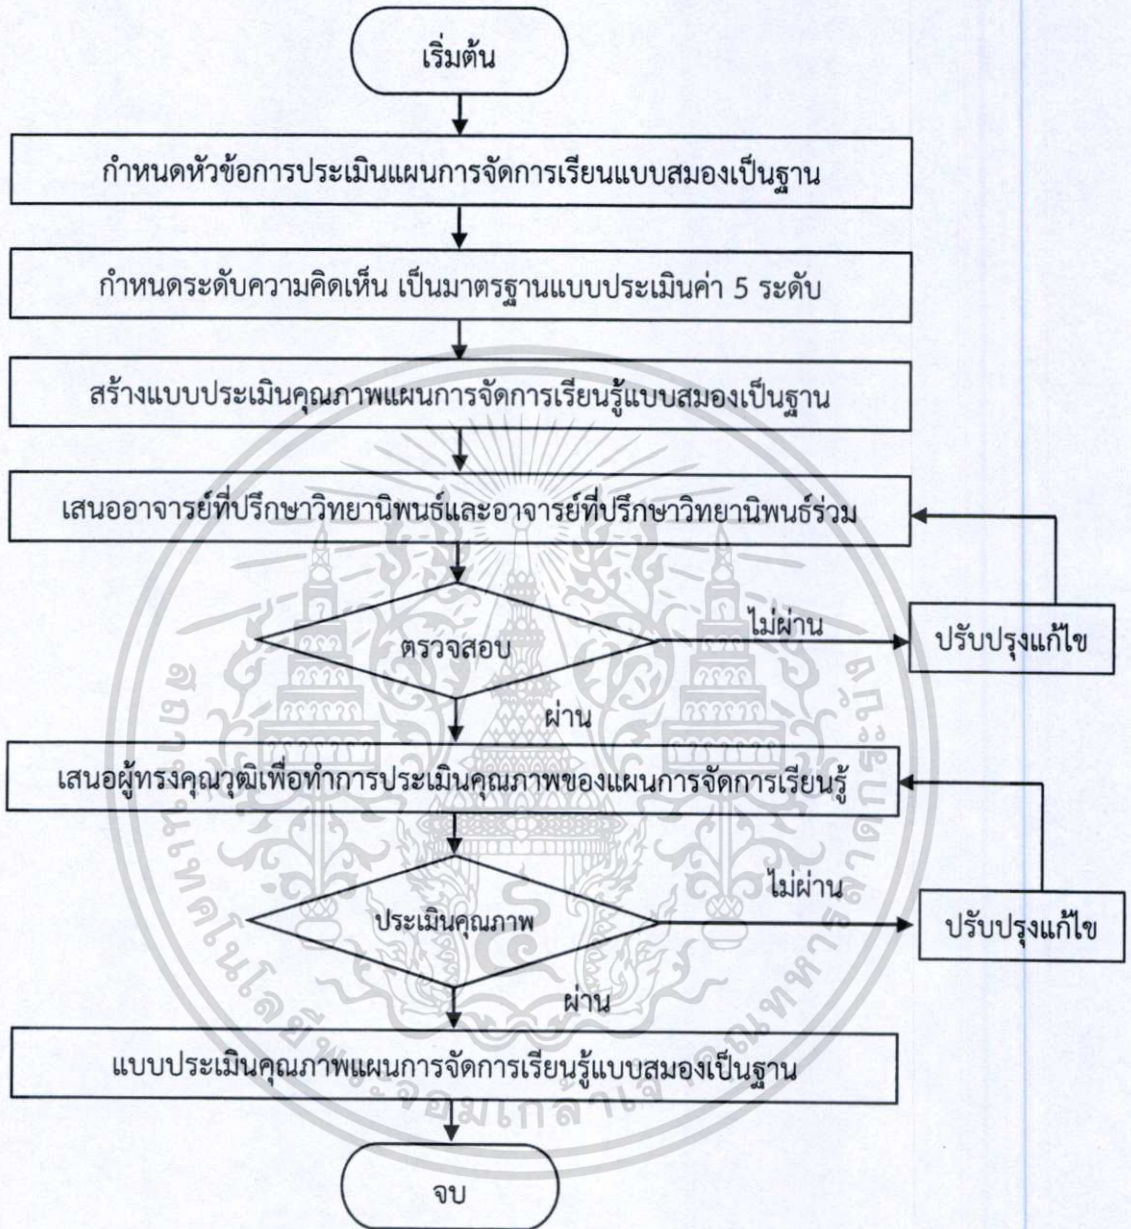 เริ่มต้น
กำหนดหัวข้อการประเมินแผนการจัดการเรียนแบบสมองเป็นฐาน
กำหนดระดับความคิดเห็น เป็นมาตรฐานแบบประเมินค่า 5 ระดับ
สร้างแบบประเมินคุณภาพแผนการจัดการเรียนรู้แบบสมองเป็นฐาน
เสนออาจารย์ที่ปรึกษาวิทยานิพนธ์และอาจารย์ที่ปรึกษาวิทยานิพนธ์ร่วม
ตรวจสอบ
ไม่ผ่าน
ปรับปรุงแก้ไข
ผ่าน
เสนอผู้ทรงคุณวุฒิเพื่อทำการประเมินคุณภาพของแผนการจัดการเรียนรู้
ประเมินคุณภาพ
ไม่ผ่าน
ปรับปรุงแก้ไข
ผ่าน
แบบประเมินคุณภาพแผนการจัดการเรียนรู้แบบสมองเป็นฐาน
จบ